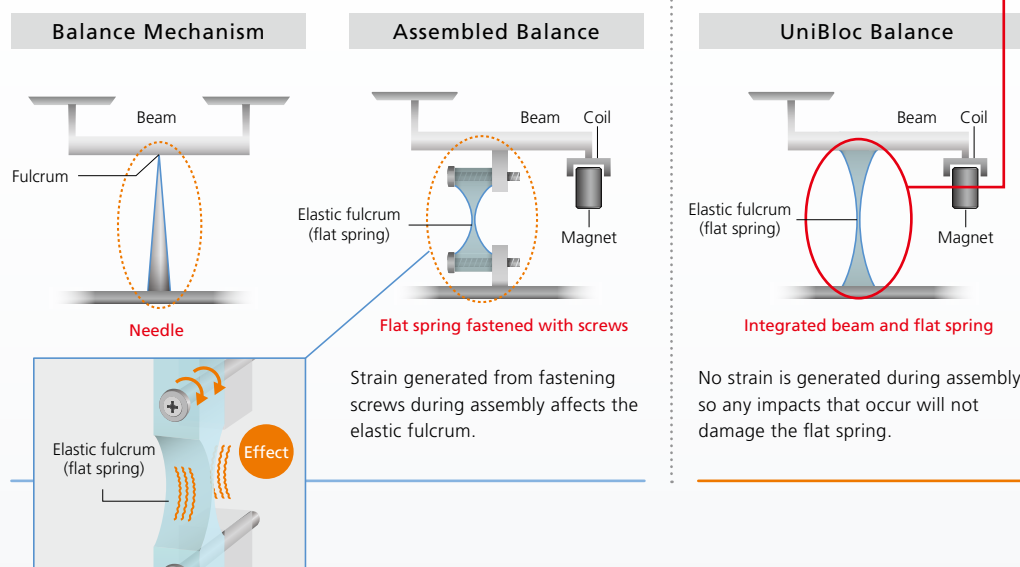 Balance Mechanism
Beam
Fulcrum
Needle
Assembled Balance
Beam
Coil
Elastic fulcrum
(flat spring)
Magnet
Flat spring fastened with screws
Strain generated from fastening
screws during assembly affects the
elastic fulcrum.
Elastic fulcrum
(flat spring)
Effect
UniBloc Balance
Beam
Coil
Elastic fulcrum
(flat spring)
Magnet
Integrated beam and flat spring
No strain is generated during assembly
so any impacts that occur will not
damage the flat spring.